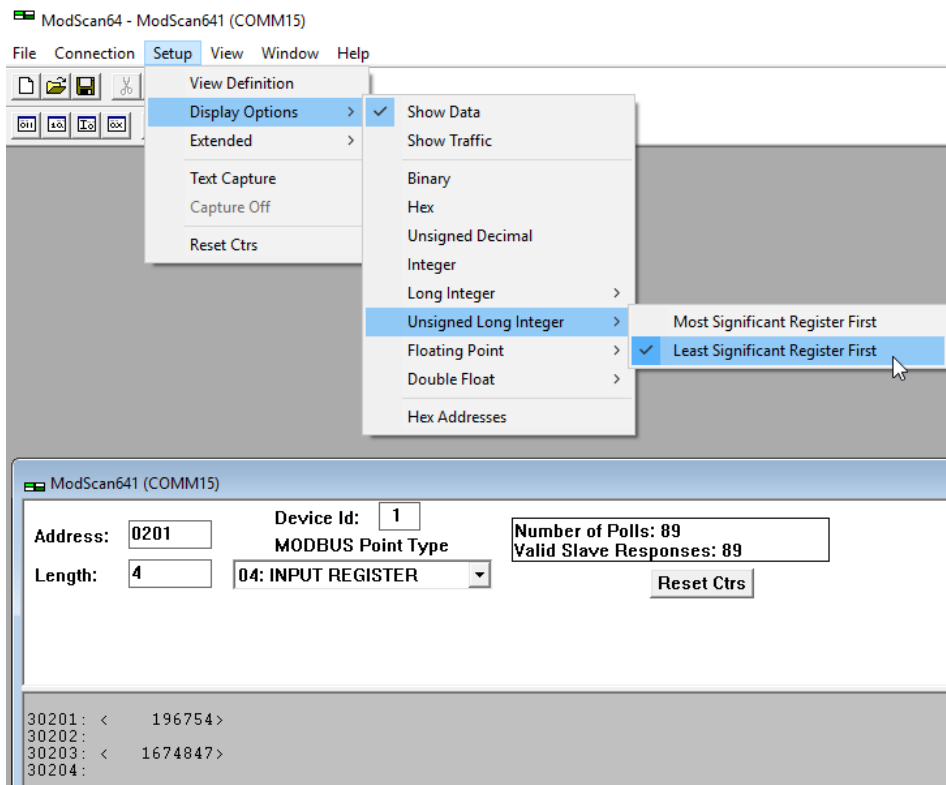 ModScan64 - ModScan641 (COMM15)
File Connection Setup View Window Help
View Definition
Display Options
Extended
Text Capture
Capture Off
Reset Ctrs
Show Data
Show Traffic
Binary
Hex
Unsigned Decimal
Integer
Long Integer
Unsigned Long Integer
Floating Point
Double Float
Hex Addresses
Most Significant Register First
Least Significant Register First
ModScan641 (COMM15)
Address: 0201
Device Id: 1
MODBUS Point Type
Length: 4
04: INPUT REGISTER
Number of Polls: 89
Valid Slave Responses: 89
Reset Ctrs
30201: < 196754>
30202:
30203: < 1674847>
30204: